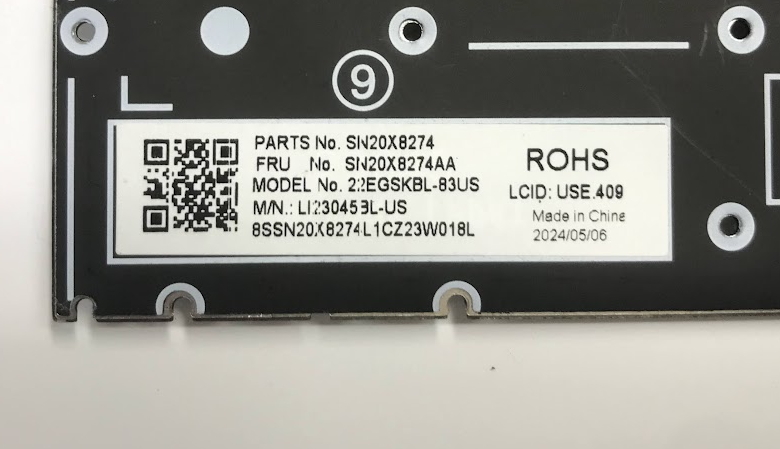 9
PARTS No. SN20X8274
FRU .No. SN20X8274AA
MODEL No. 22EGSKBL-83US
M/N.: LI230453L-US
8SSN20X8274L1CZ23W018L
ROHS
LCID: USE.409
Made in China
2024/05/06